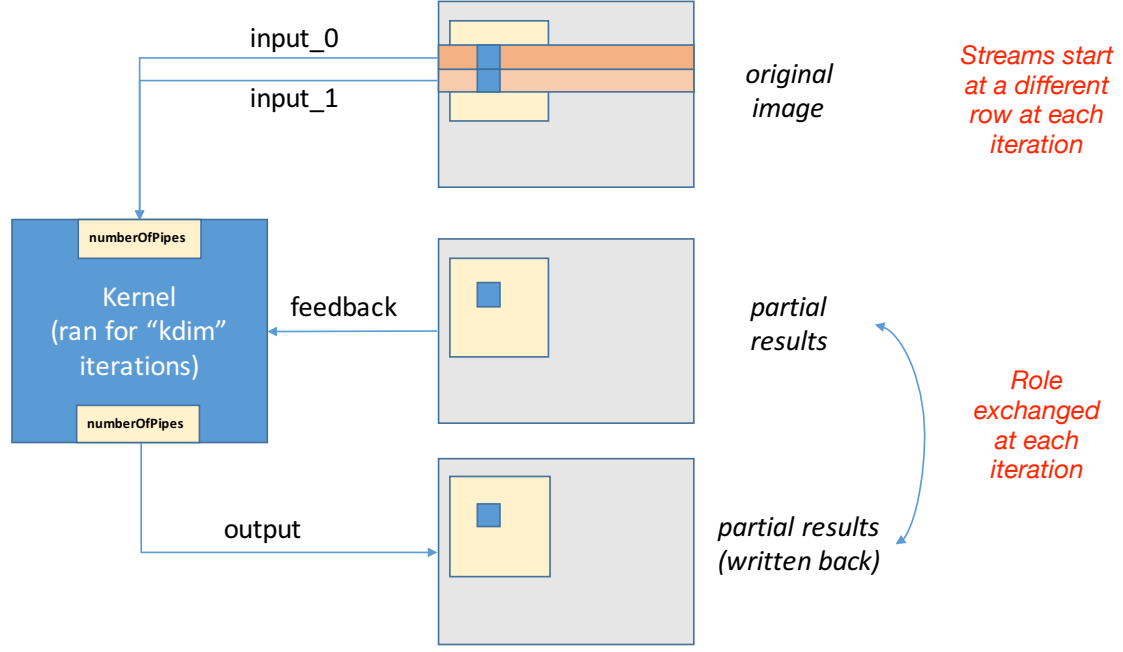 input_0
input_1
original
image
Streams start
at a different
row at each
iteration
numberOfPipes
Kernel
(ran for “kdim”
iterations)
numberOfPipes
feedback
partial
results
Role
exchanged
at each
iteration
output
partial results
(written back)